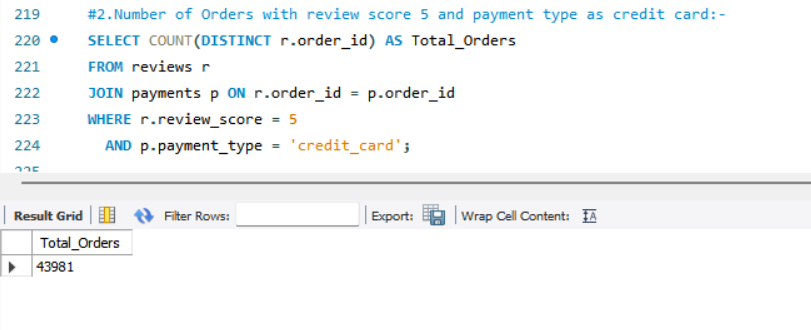 219 #2.Number of Orders with review score 5 and payment type as credit card:-
220 SELECT COUNT(DISTINCT r.order_id) AS Total_Orders
221 FROM reviews r
222 JOIN payments p ON r.order_id = p.order_id
223 WHERE r.review_score = 5
224 AND p.payment_type = 'credit_card';
Result Grid Filter Rows: Export: Wrap Cell Content:
Total_Orders
43981